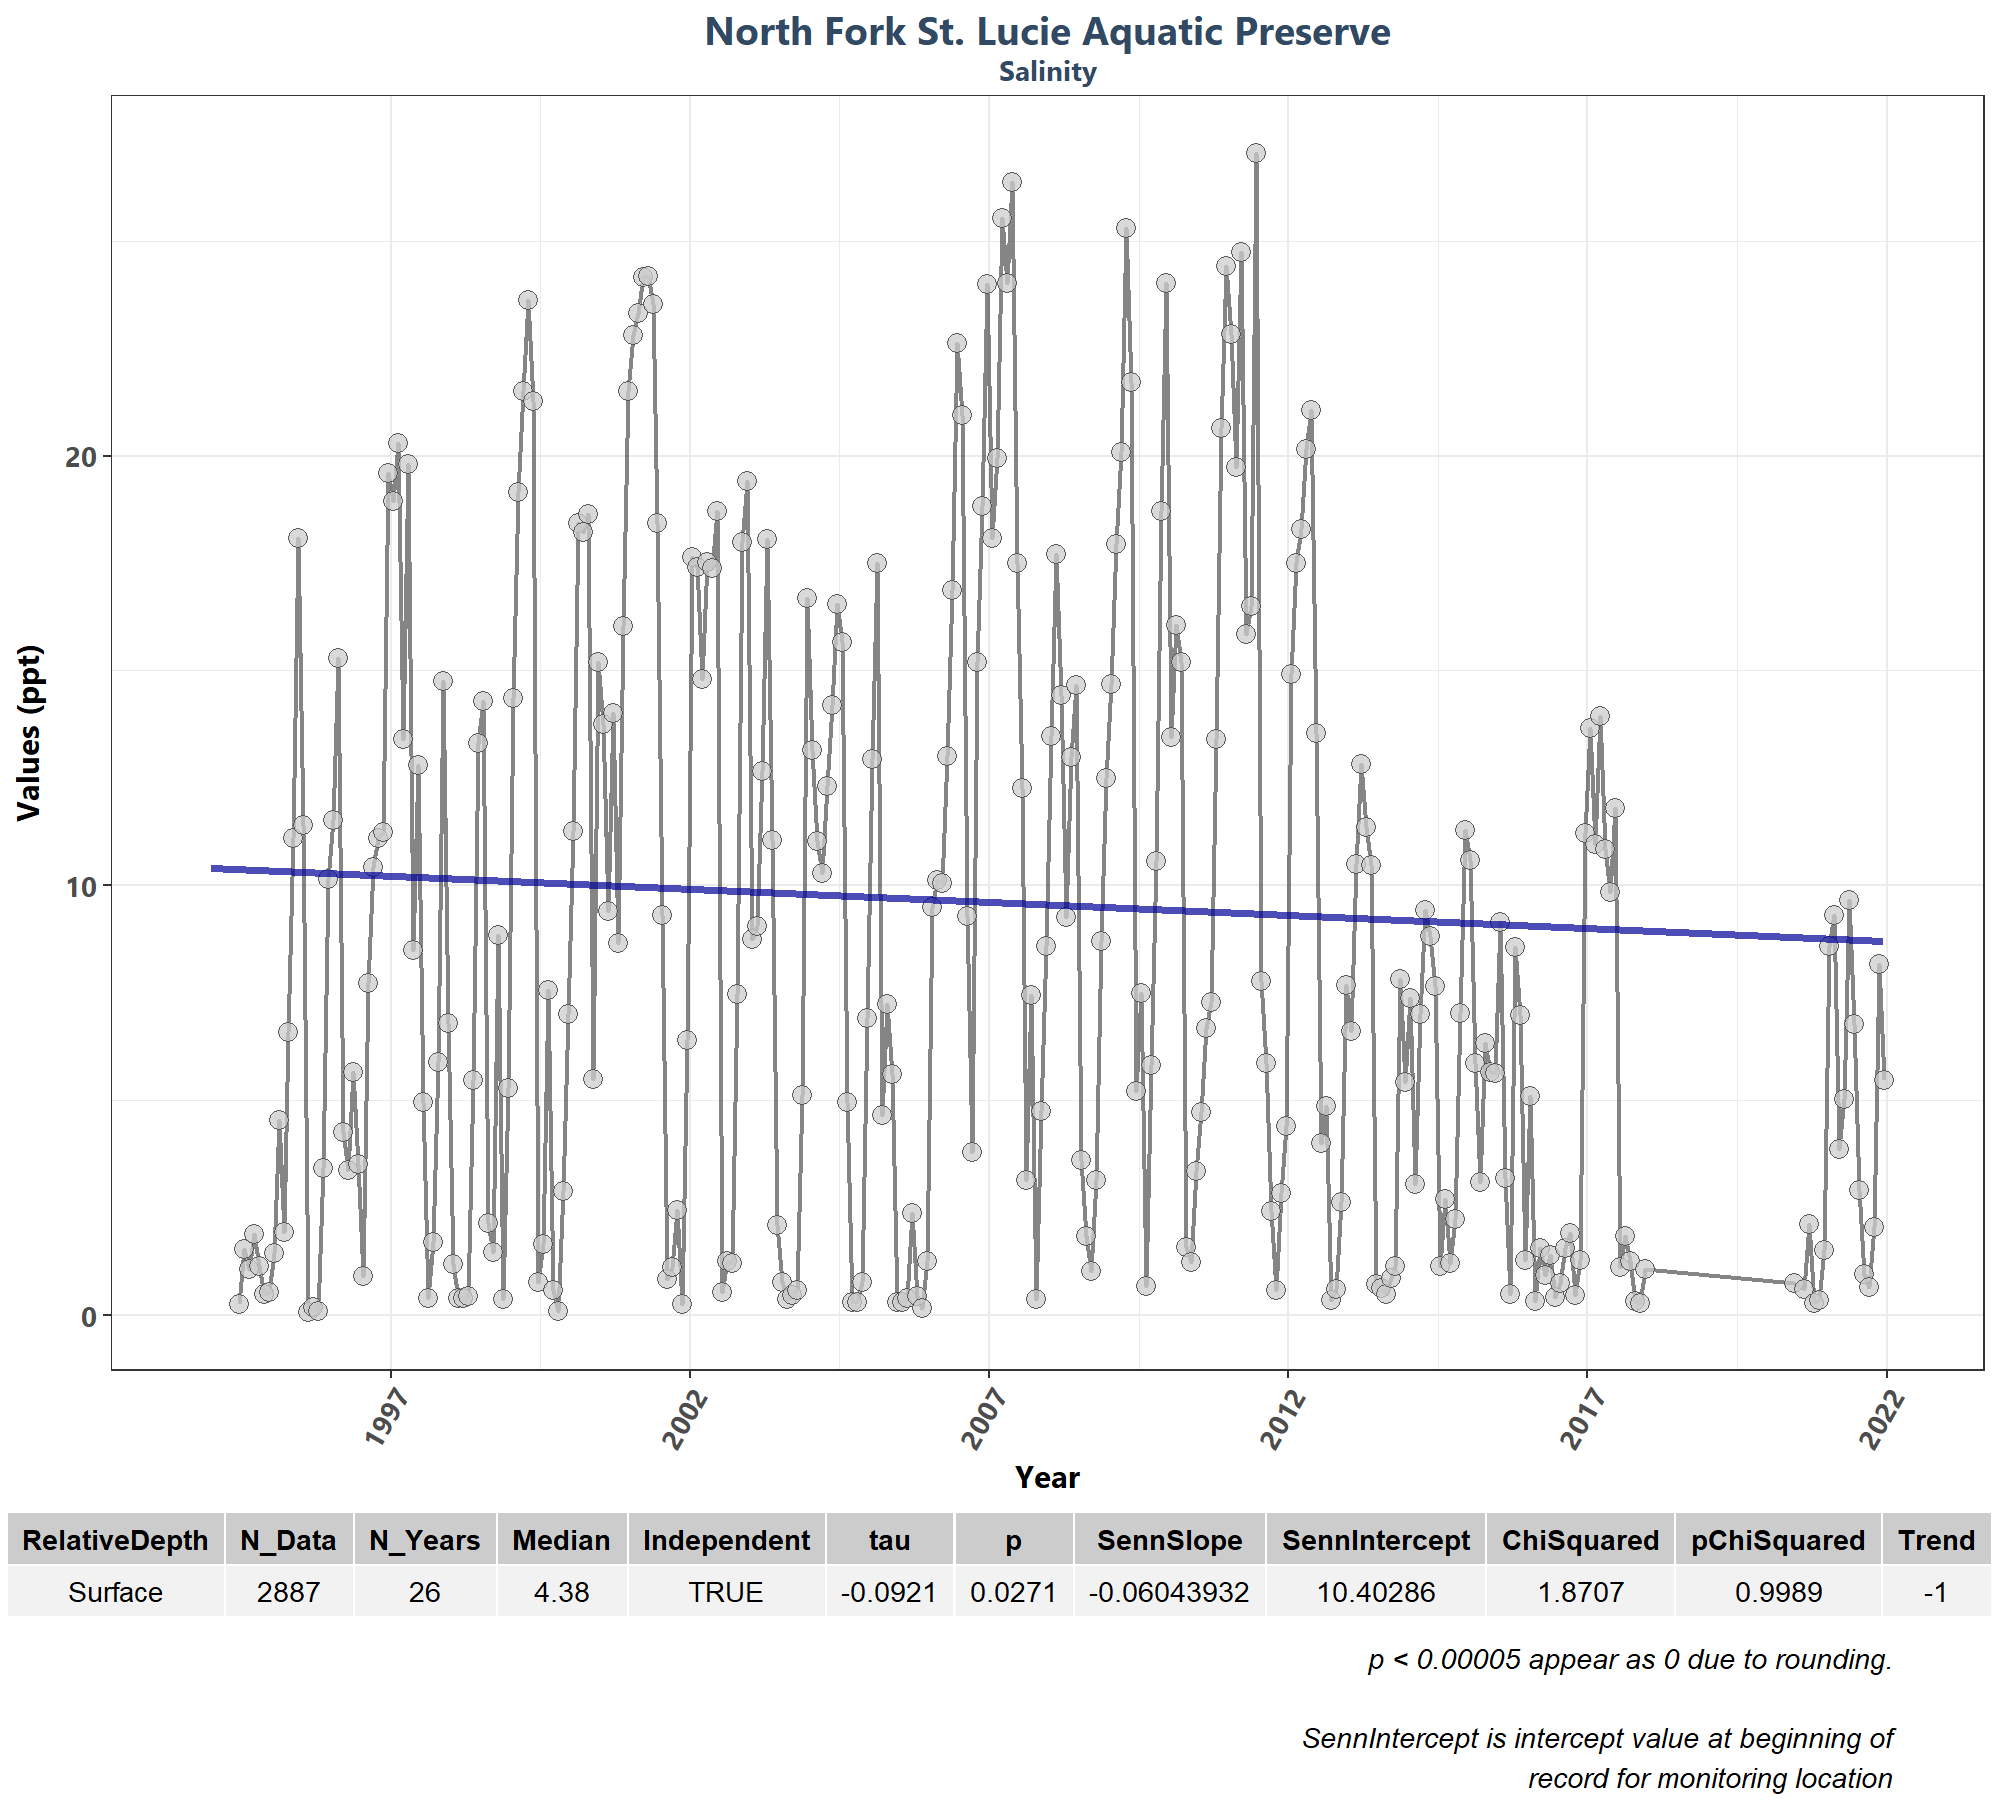 North Fork St. Lucie Aquatic Preserve
Salinity
Values (ppt)
20
10
0
1997 2002 2007 2012 2017 2022
Year
RelativeDepth N_Data N_Years Median Independent tau p SennSlope SennIntercept ChiSquared pChiSquared Trend
Surface 2887 26 4.38 TRUE -0.0921 0.0271 -0.06043932 10.40286 1.8707 0.9989 -1
p < 0.00005 appear as 0 due to rounding.
SennIntercept is intercept value at beginning of
record for monitoring location